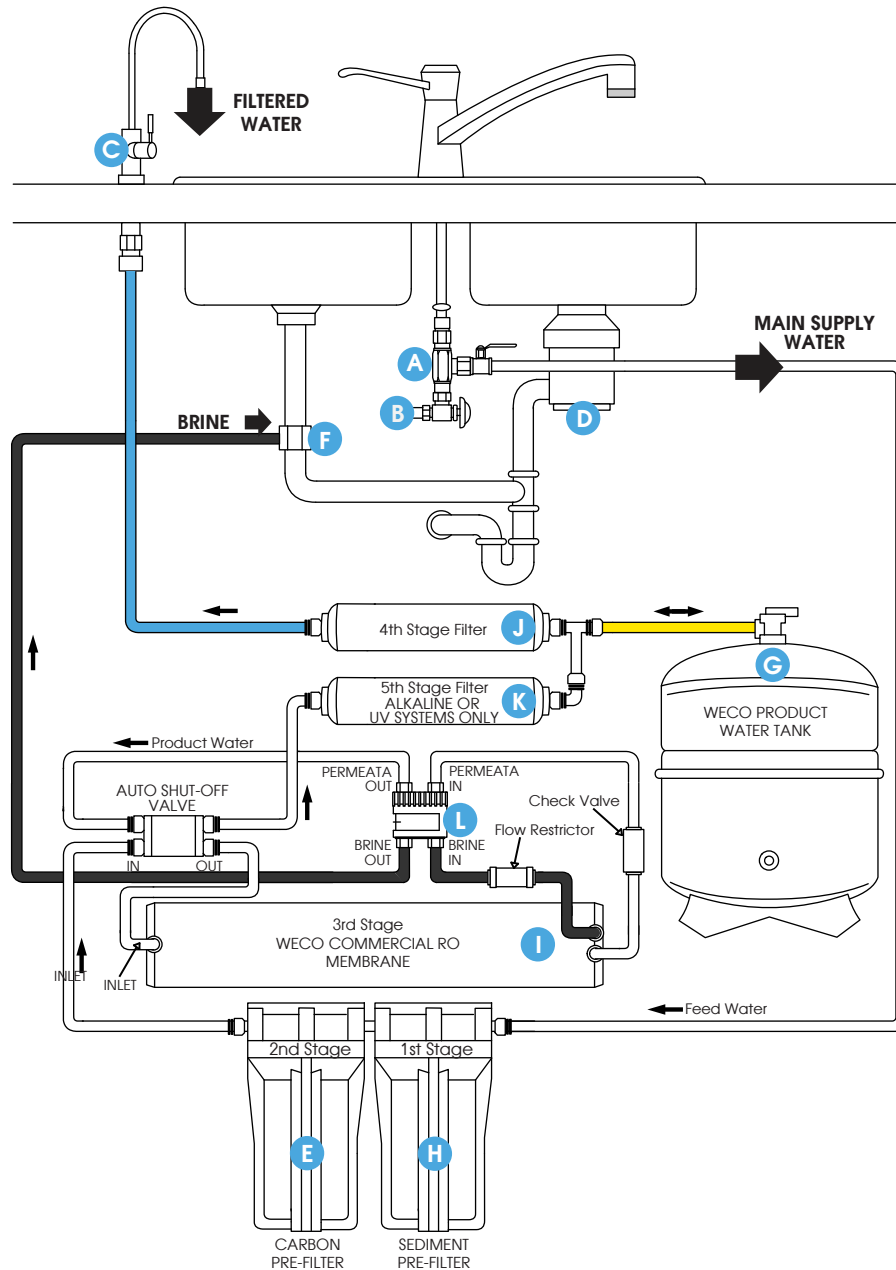 FILTERED
WATER
C
MAIN SUPPLY
WATER
A
B
D
BRINE
F
4th Stage Filter
J
G
5th Stage Filter
ALKALINE OR
UV SYSTEMS ONLY
K
WECO PRODUCT
WATER TANK
Product Water
PERMEATA
OUT
PERMEATA
IN
AUTO SHUT-OFF
VALVE
Check Valve
L
Flow Restrictor
BRINE
OUT
BRINE
IN
IN
OUT
3rd Stage
WECO COMMERCIAL RO
MEMBRANE
I
INLET
INLET
Feed Water
2nd Stage
1st Stage
E
H
CARBON
PRE-FILTER
SEDIMENT
PRE-FILTER